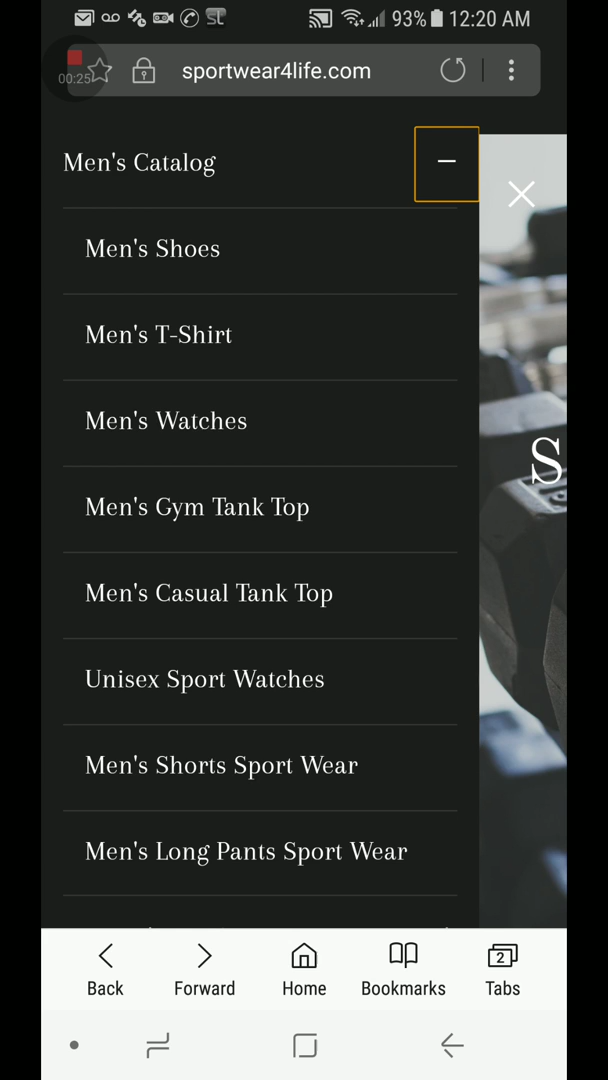 93% 12:20 AM
00:25
sportwear4life.com
Men's Catalog
Men's Shoes
Men's T-Shirt
Men's Watches
S
Men's Gym Tank Top
Men's Casual Tank Top
Unisex Sport Watches
Men's Shorts Sport Wear
Men's Long Pants Sport Wear
2
Back Forward Home Bookmarks Tabs